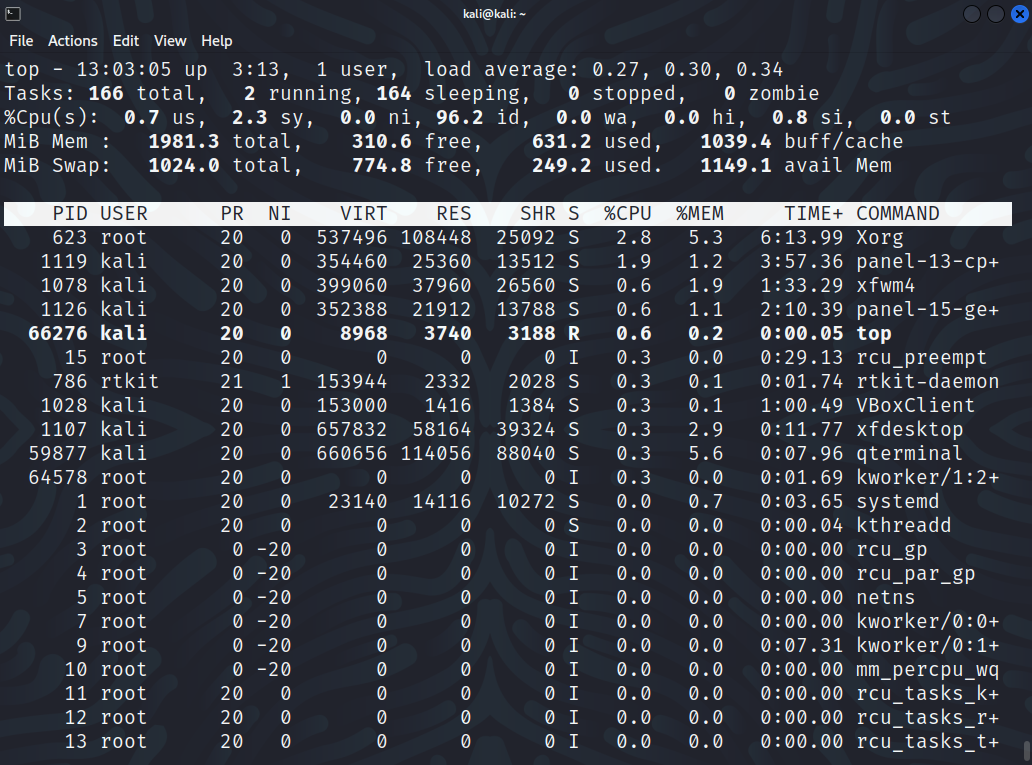 kali@kali: ~
File Actions Edit View Help
top - 13:03:05 up  3:13,  1 user,  load average: 0.27, 0.30, 0.34
Tasks: 166 total,   2 running, 164 sleeping,   0 stopped,   0 zombie
%Cpu(s):  0.7 us,  2.3 sy,  0.0 ni, 96.2 id,  0.0 wa,  0.0 hi,  0.8 si,  0.0 st
MiB Mem :   1981.3 total,    310.6 free,    631.2 used,   1039.4 buff/cache
MiB Swap:   1024.0 total,    774.8 free,    249.2 used.   1149.1 avail Mem
    PID USER      PR  NI    VIRT    RES    SHR S  %CPU  %MEM     TIME+ COMMAND
    623 root      20   0  537496 108448  25092 S   2.8   5.3   6:13.99 Xorg
   1119 kali      20   0  354460  25360  13512 S   1.9   1.2   3:57.36 panel-13-cp+
   1078 kali      20   0  399060  37960  26560 S   0.6   1.9   1:33.29 xfwm4
   1126 kali      20   0  352388  21912  13788 S   0.6   1.1   2:10.39 panel-15-ge+
  66276 kali      20   0    8968   3740   3188 R   0.6   0.2   0:00.05 top
     15 root      20   0       0      0      0 I   0.3   0.0   0:29.13 rcu_preempt
    786 rtkit     21   1  153944   2332   2028 S   0.3   0.1   0:01.74 rtkit-daemon
   1028 kali      20   0  153000   1416   1384 S   0.3   0.1   1:00.49 VBoxClient
   1107 kali      20   0  657832  58164  39324 S   0.3   2.9   0:11.77 xfdesktop
  59877 kali      20   0  660656 114056  88040 S   0.3   5.6   0:07.96 qterminal
  64578 root      20   0       0      0      0 I   0.3   0.0   0:01.69 kworker/1:2+
      1 root      20   0   23140  14116  10272 S   0.0   0.7   0:03.65 systemd
      2 root      20   0       0      0      0 S   0.0   0.0   0:00.04 kthreadd
      3 root       0 -20       0      0      0 I   0.0   0.0   0:00.00 rcu_gp
      4 root       0 -20       0      0      0 I   0.0   0.0   0:00.00 rcu_par_gp
      5 root       0 -20       0      0      0 I   0.0   0.0   0:00.00 netns
      7 root       0 -20       0      0      0 I   0.0   0.0   0:00.00 kworker/0:0+
      9 root       0 -20       0      0      0 I   0.0   0.0   0:07.31 kworker/0:1+
     10 root       0 -20       0      0      0 I   0.0   0.0   0:00.00 mm_percpu_wq
     11 root      20   0       0      0      0 I   0.0   0.0   0:00.00 rcu_tasks_k+
     12 root      20   0       0      0      0 I   0.0   0.0   0:00.00 rcu_tasks_r+
     13 root      20   0       0      0      0 I   0.0   0.0   0:00.00 rcu_tasks_t+